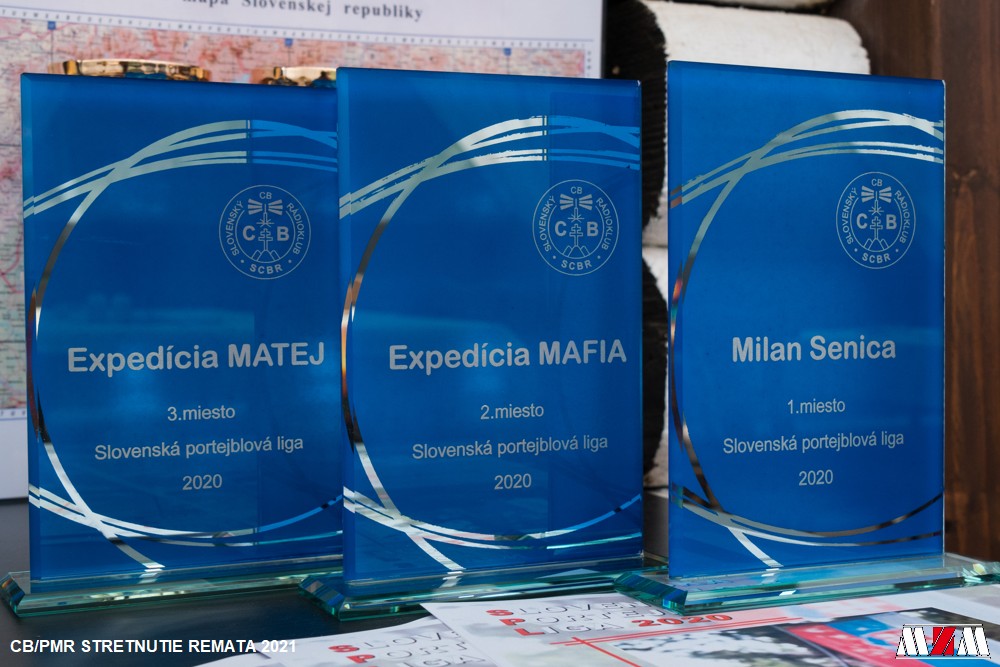 mapa Slovenskej republiky
SLOVENSKÝ CB RÁDIOKLUB
C B
SCBR
Expedícia MATEJ
3.miesto
Slovenská portejblová liga
2020
SLOVENSKÝ CB RÁDIOKLUB
C B
SCBR
Expedícia MAFIA
2.miesto
Slovenská portejblová liga
2020
SLOVENSKÝ CB RÁDIOKLUB
C B
SCBR
Milan Senica
1.miesto
Slovenská portejblová liga
2020
2020
CB/PMR STRETNUTIE REMATA 2021